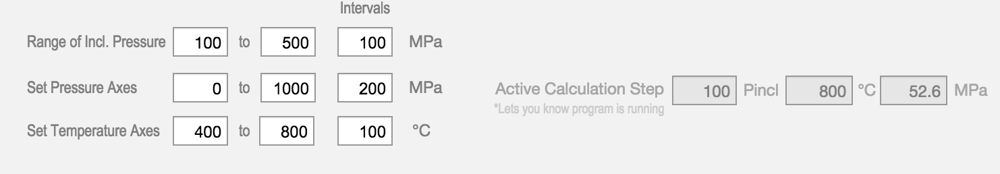 Intervals
Range of Incl. Pressure 100 to 500 100 MPa
Set Pressure Axes 0 to 1000 200 MPa
Active Calculation Step 100 Pincl 800 °C 52.6 MPa
*Lets you know program is running
Set Temperature Axes 400 to 800 100 °C